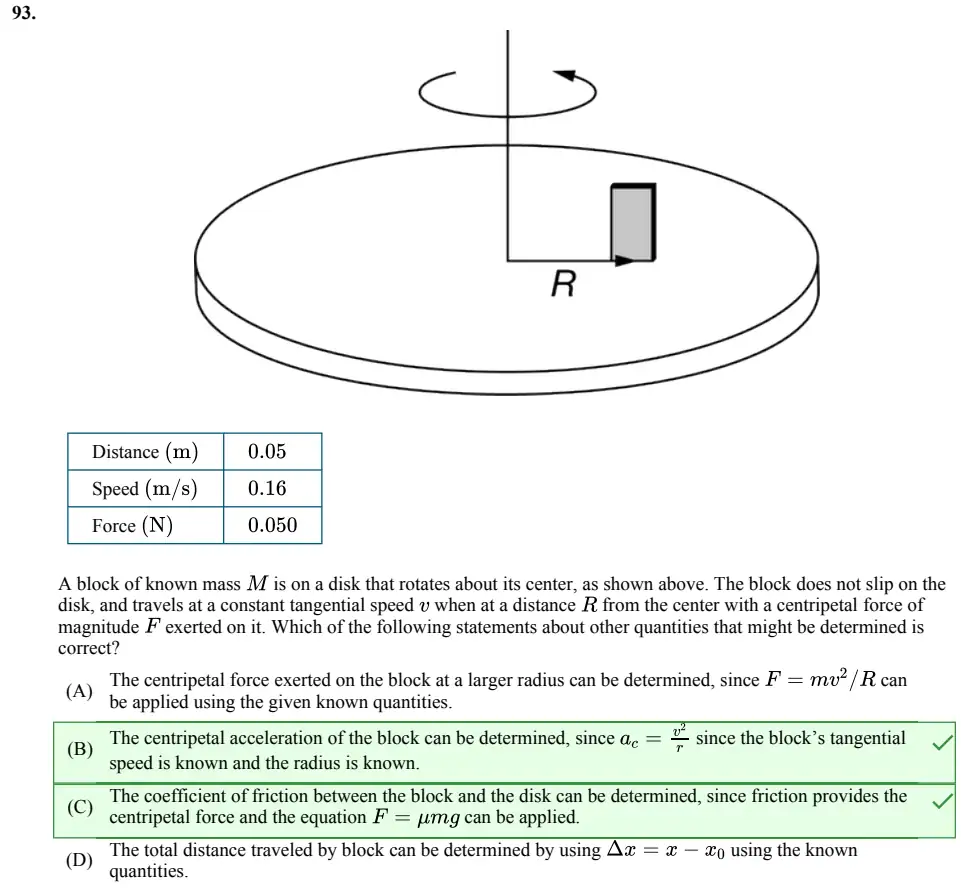 93.
R
Distance (m) 0.05
Speed (m/s) 0.16
Force (N) 0.050
A block of known mass M is on a disk that rotates about its center, as shown above. The block does not slip on the
disk, and travels at a constant tangential speed v when at a distance R from the center with a centripetal force of
magnitude F exerted on it. Which of the following statements about other quantities that might be determined is
correct?
(A) The centripetal force exerted on the block at a larger radius can be determined, since F = mv²/R can
be applied using the given known quantities.
(B) The centripetal acceleration of the block can be determined, since a_c = v²/r since the block’s tangential
speed is known and the radius is known.
(C) The coefficient of friction between the block and the disk can be determined, since friction provides the
centripetal force and the equation F = μmg can be applied.
(D) The total distance traveled by block can be determined by using Δx = x − x₀ using the known
quantities.